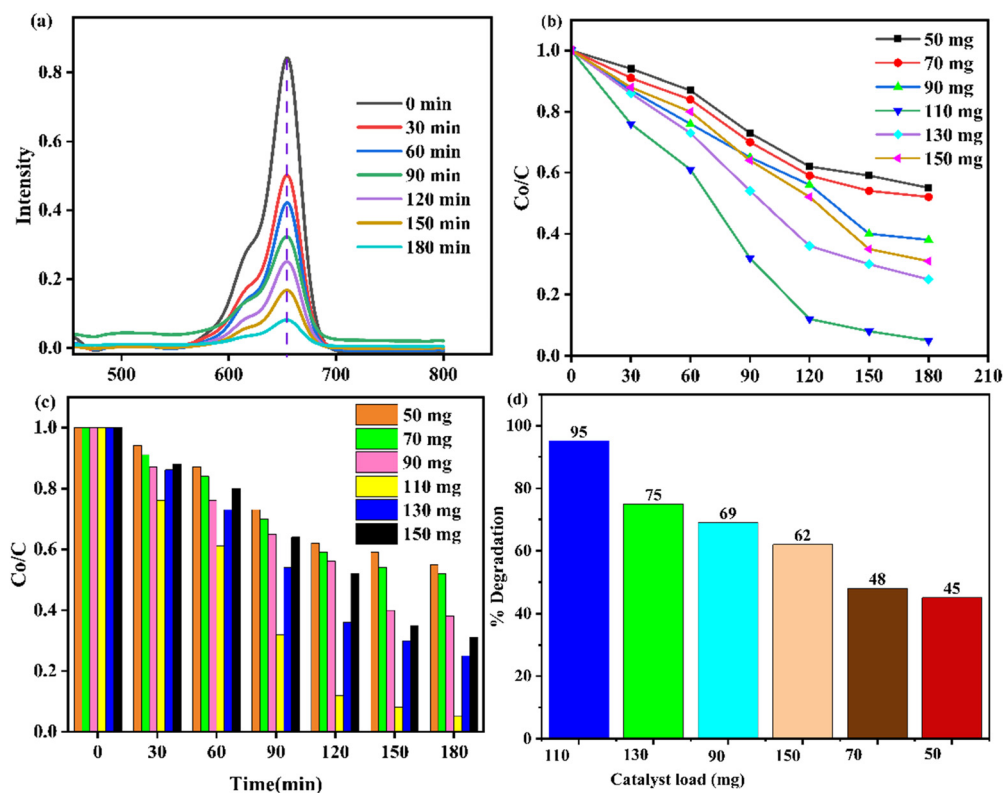 (a)
Intensity
0.8
0.6
0.4
0.2
0.0
500
600
700
800
0 min
30 min
60 min
90 min
120 min
150 min
180 min
(b)
Co/C
1.0
0.8
0.6
0.4
0.2
0.0
0
30
60
90
120
150
180
210
50 mg
70 mg
90 mg
110 mg
130 mg
150 mg
(c)
Co/C
1.0
0.8
0.6
0.4
0.2
0.0
0
30
60
90
120
150
180
Time(min)
50 mg
70 mg
90 mg
110 mg
130 mg
150 mg
(d)
% Degradation
100
80
60
40
20
0
95
75
69
62
48
45
110
130
90
150
70
50
Catalyst load (mg)